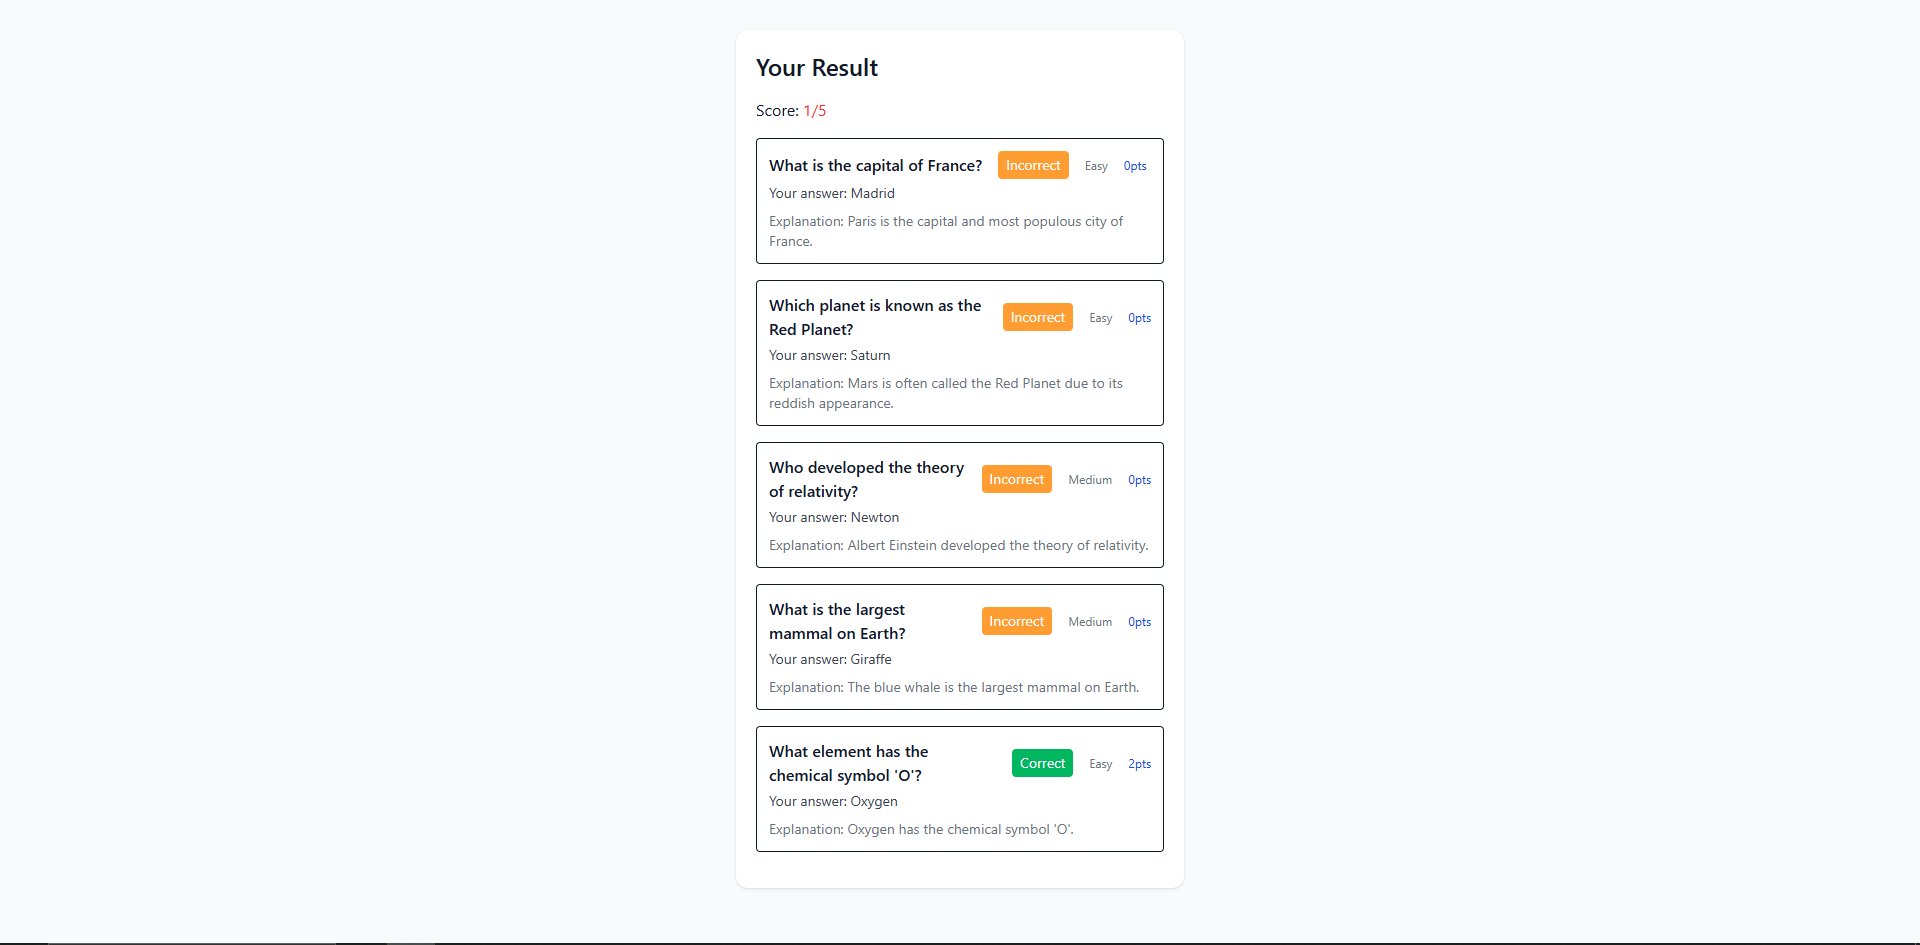 Your Result
Score: 1/5
What is the capital of France? Incorrect Easy 0pts
Your answer: Madrid
Explanation: Paris is the capital and most populous city of
France.
Which planet is known as the
Red Planet?
Incorrect Easy 0pts
Your answer: Saturn
Explanation: Mars is often called the Red Planet due to its
reddish appearance.
Who developed the theory
of relativity?
Incorrect Medium 0pts
Your answer: Newton
Explanation: Albert Einstein developed the theory of relativity.
What is the largest
mammal on Earth?
Incorrect Medium 0pts
Your answer: Giraffe
Explanation: The blue whale is the largest mammal on Earth.
What element has the
chemical symbol 'O'?
Correct Easy 2pts
Your answer: Oxygen
Explanation: Oxygen has the chemical symbol 'O'.